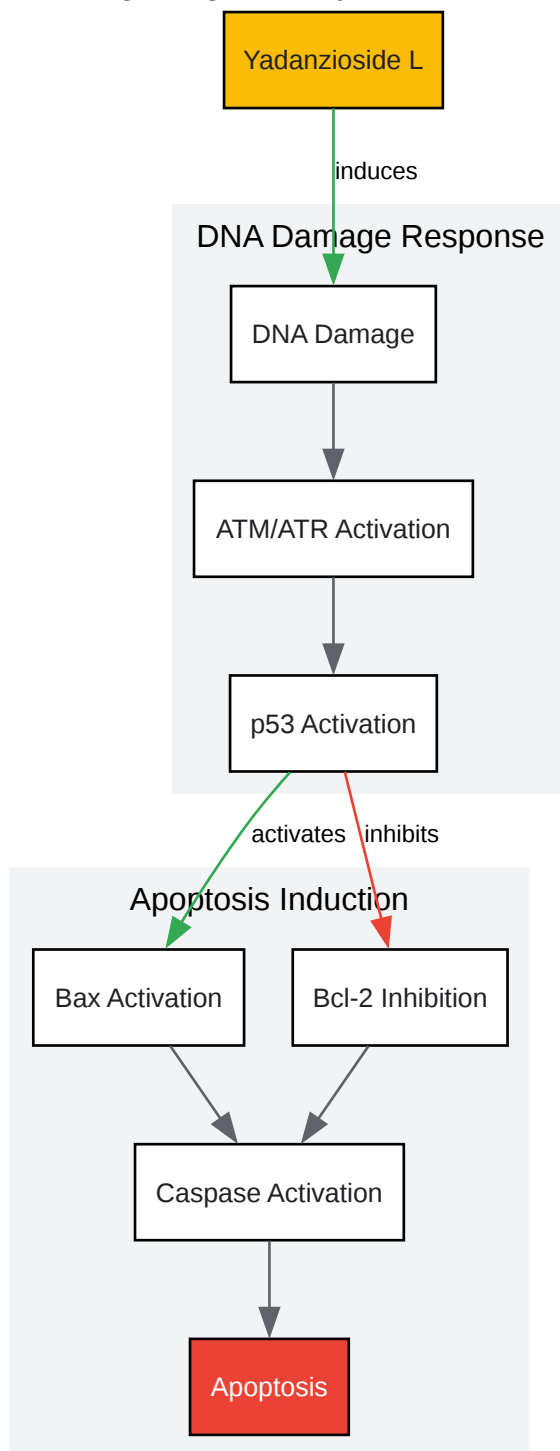 Yadanzioside L
induces
DNA Damage Response
DNA Damage
ATM/ATR Activation
p53 Activation
activates
inhibits
Apoptosis Induction
Bax Activation
Bcl-2 Inhibition
Caspase Activation
Apoptosis